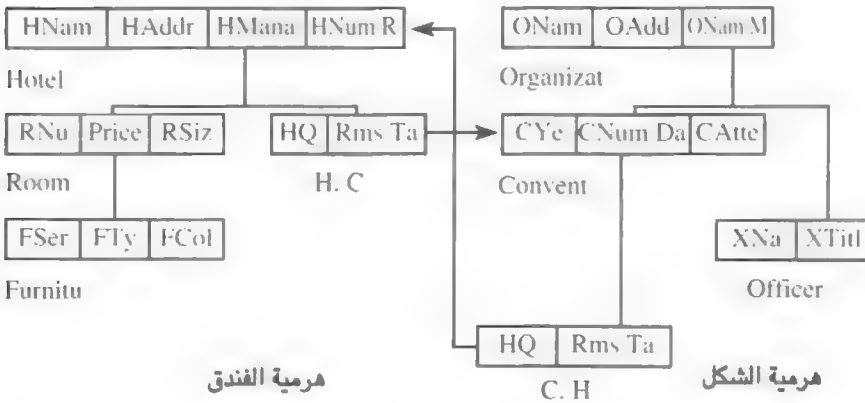 HNam HAddr HMana HNum R
Hotel
RNu Price RSiz
Room
HQ Rms Ta
H. C
FSer FTy FCol
Furnitu
هرمية الفندق
ONam OAdd ONam M
Organizat
CYe CNum Da CAtte
Convent
XNa XTitl
Officer
HQ Rms Ta
C. H
هرمية الشكل